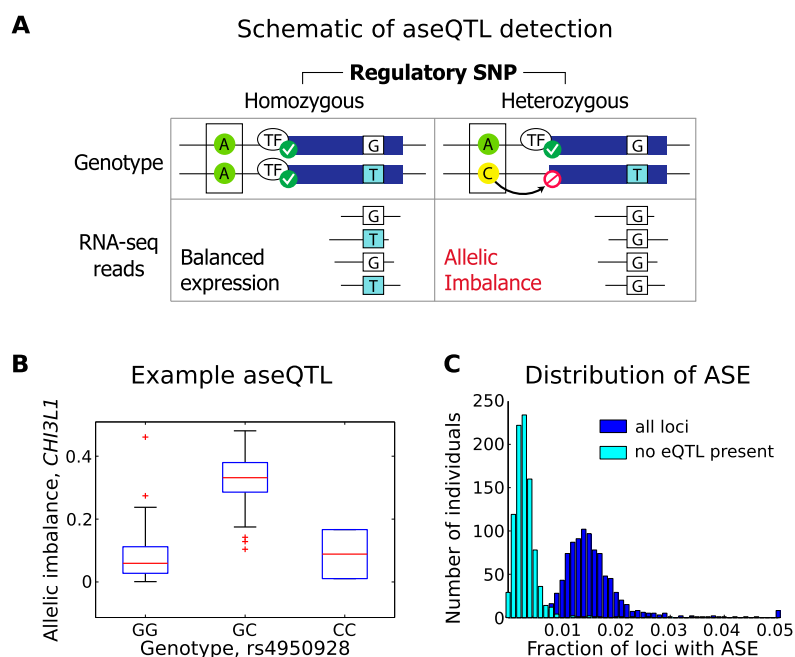 A
Schematic of aseQTL detection
Regulatory SNP
Homozygous
Heterozygous
Genotype
A TF G
A TF T
A TF G
C T
RNA-seq
reads
Balanced
expression
G
T
G
T
Allelic
Imbalance
G
G
G
G
B
Example aseQTL
Allelic imbalance, CHI3L1
0.4
0.2
0
GG GC CC
Genotype, rs4950928
C
Distribution of ASE
Number of individuals
250
200
150
100
50
0
all loci
no eQTL present
0.01 0.02 0.03 0.04 0.05
Fraction of loci with ASE